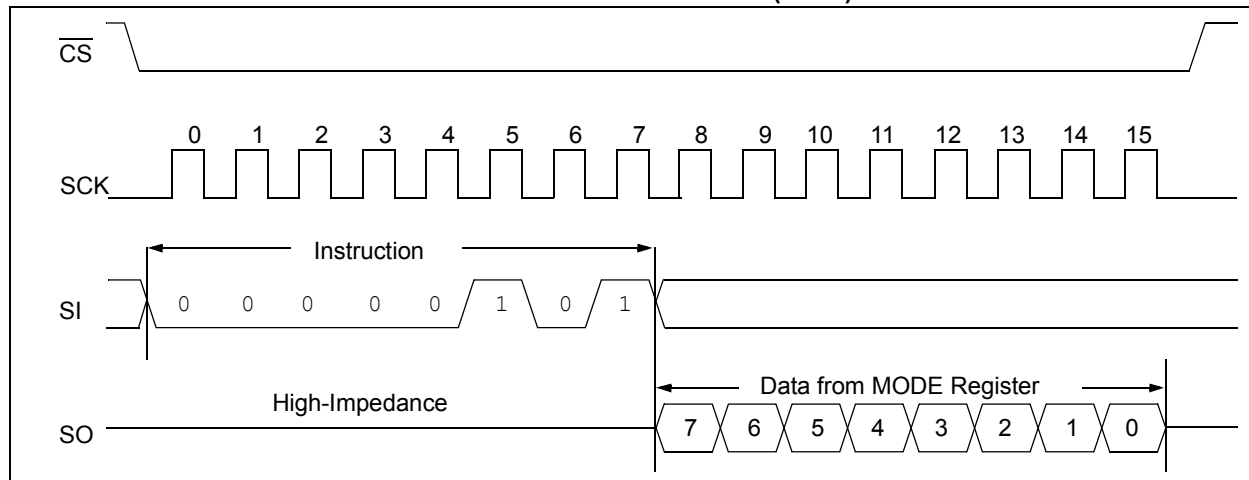 CS
0 1 2 3 4 5 6 7 8 9 10 11 12 13 14 15
SCK
Instruction
SI 0 0 0 0 0 1 0 1
Data from MODE Register
High-Impedance
SO 7 6 5 4 3 2 1 0